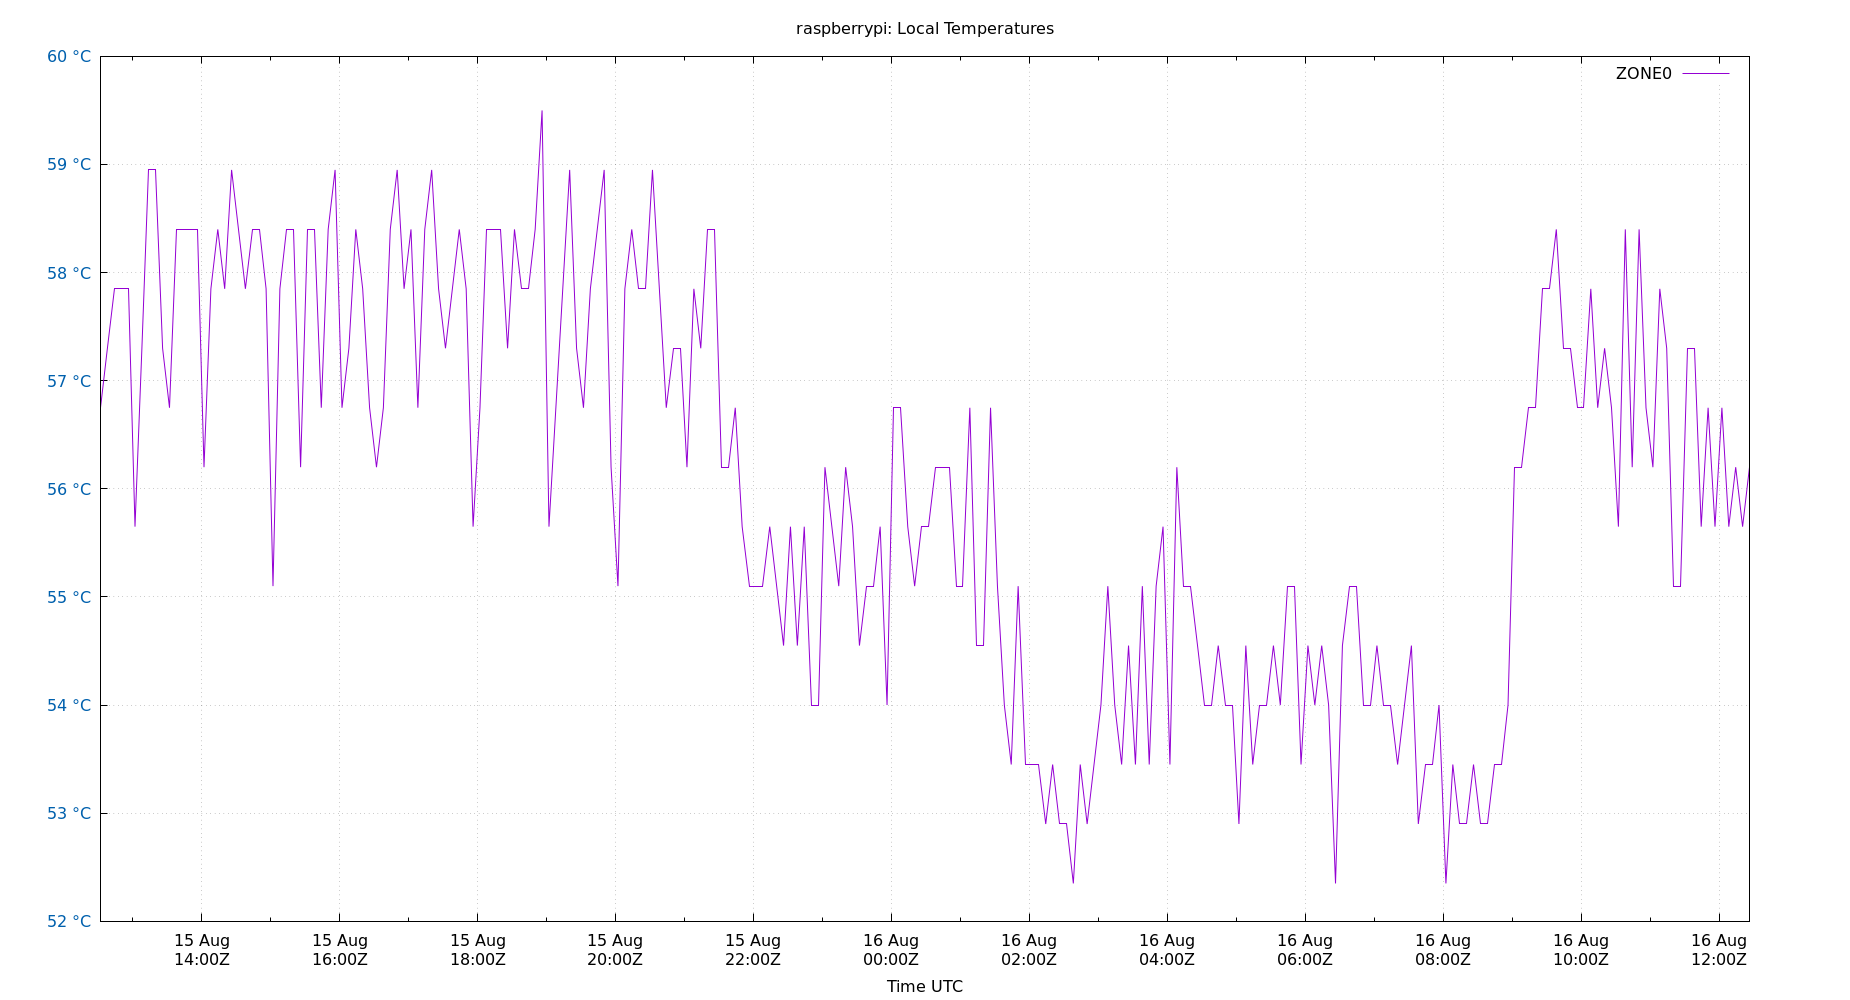 raspberrypi: Local Temperatures
60 °C
59 °C
58 °C
57 °C
56 °C
55 °C
54 °C
53 °C
52 °C
ZONE0
15 Aug 15 Aug 15 Aug 15 Aug 15 Aug 16 Aug 16 Aug 16 Aug 16 Aug 16 Aug 16 Aug 16 Aug
14:00Z 16:00Z 18:00Z 20:00Z 22:00Z 00:00Z 02:00Z 04:00Z 06:00Z 08:00Z 10:00Z 12:00Z
Time UTC